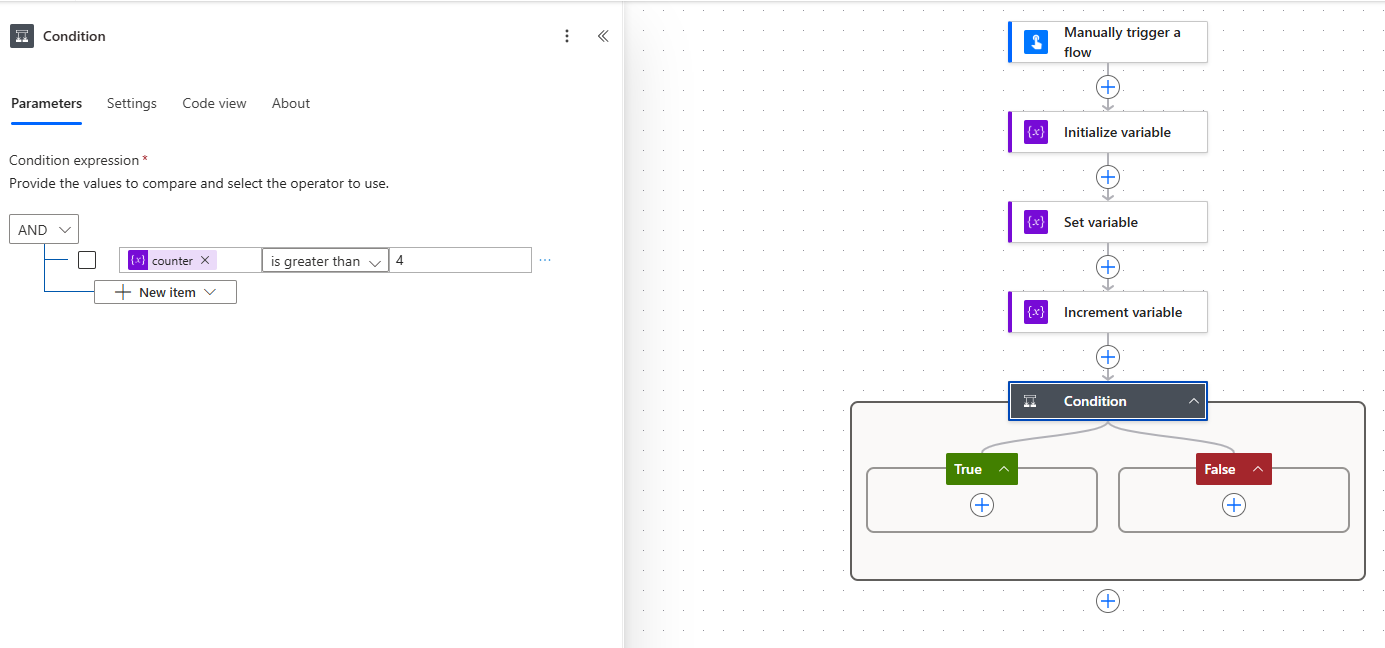 Condition
Parameters Settings Code view About
Condition expression *
Provide the values to compare and select the operator to use.
AND
{x} counter × is greater than 4 ...
+ New item
Manually trigger a
flow
{x} Initialize variable
{x} Set variable
{x} Increment variable
Condition
True False